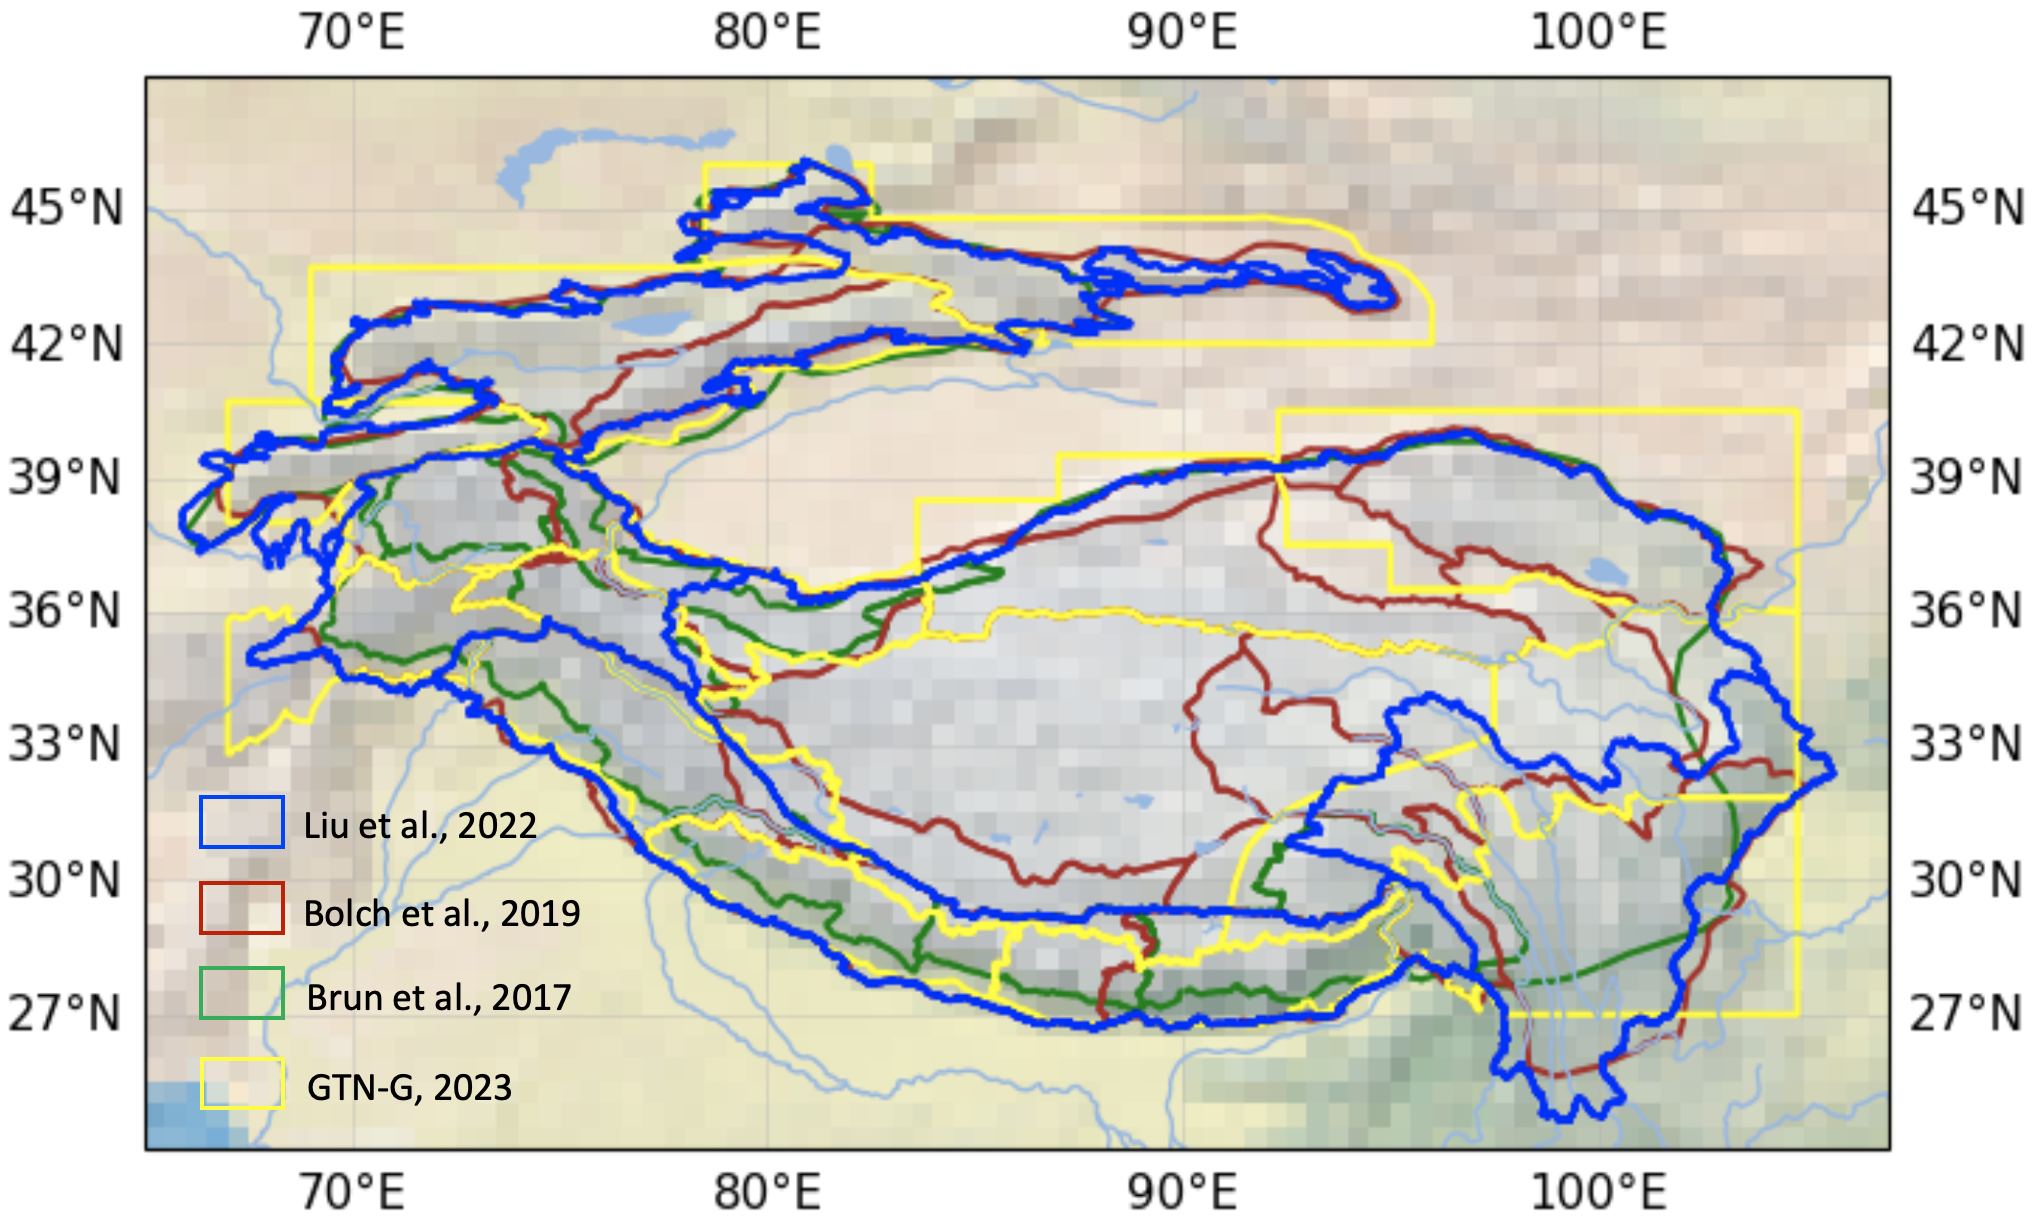 70°E 80°E 90°E 100°E
45°N 45°N
42°N 42°N
39°N 39°N
36°N 36°N
33°N 33°N
Liu et al., 2022
30°N 30°N
Bolch et al., 2019
Brun et al., 2017
27°N 27°N
GTN-G, 2023
70°E 80°E 90°E 100°E